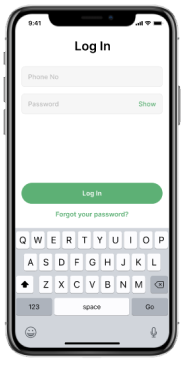 9:41
Log In
Phone No
Password Show
Log In
Forgot your password?
Q W E R T Y U I O P
A S D F G H J K L
Z X C V B N M
123 space Go